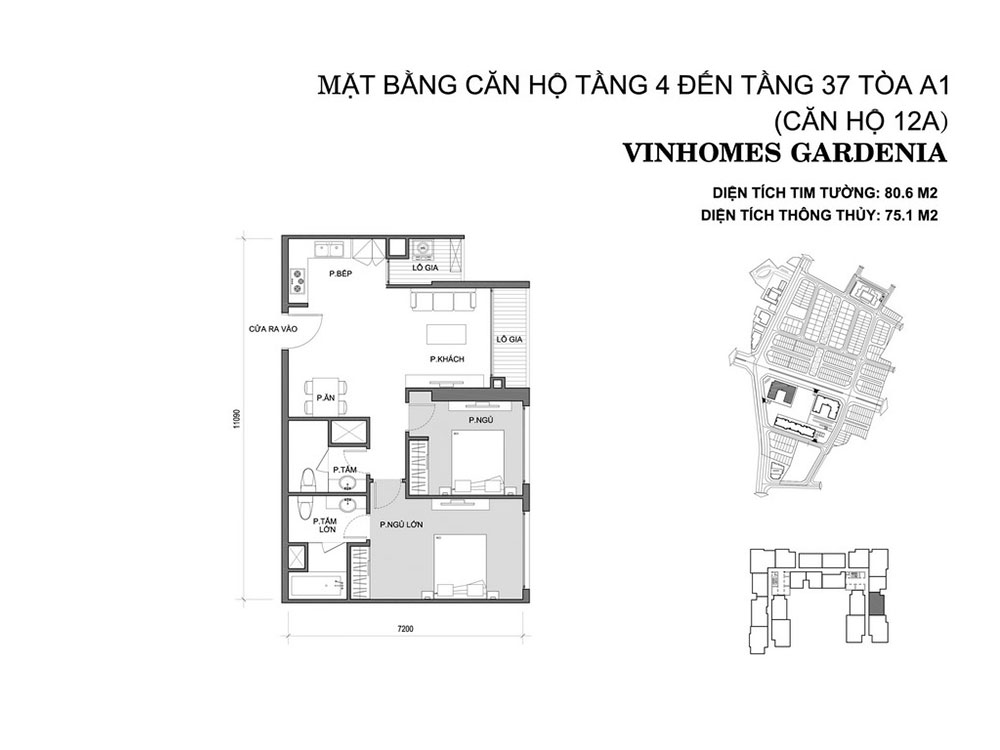 MẶT BẰNG CĂN HỘ TẦNG 4 ĐẾN TẦNG 37 TÒA A1
(CĂN HỘ 12A)
VINHOMES GARDENIA
DIỆN TÍCH TIM TƯỜNG: 80.6 M2
DIỆN TÍCH THÔNG THỦY: 75.1 M2
P.BẾP
LÔ GIA
CỬA RA VÀO
LÔ GIA
P.KHÁCH
P.ĂN
P.NGỦ
11090
P.TẮM
P.TẮM
LỚN
P.NGỦ LỚN
7200